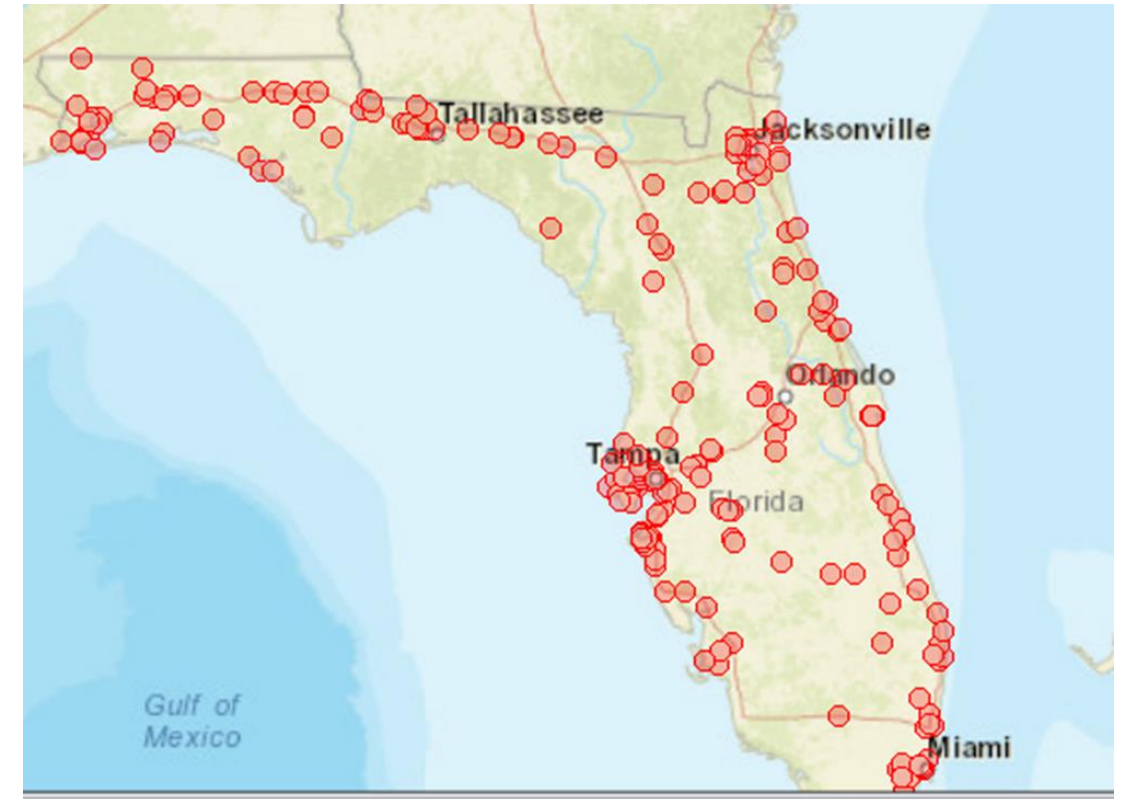 Tallahassee
Jacksonville
Orlando
Tampa
Florida
Gulf of
Mexico
Miami